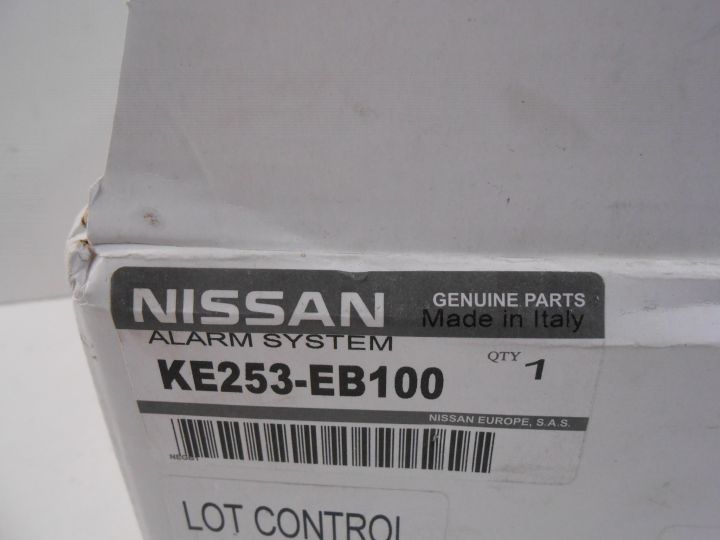 NISSAN GENUINE PARTS
Made in Italy
ALARM SYSTEM
KE253-EB100 QTY 1
NISSAN EUROPE, S.A.S.
LOT CONTROL